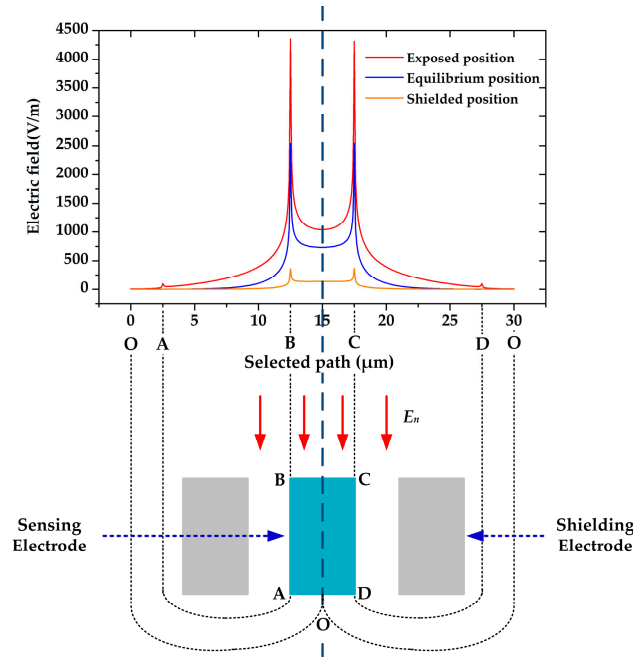 4500
4000
3500
3000
2500
2000
1500
1000
500
0
Electric field(V/m)
Exposed position
Equilibrium position
Shielded position
0 5 10 15 20 25 30
O A B C D O
Selected path (μm)
En
B C
Sensing
Electrode
Shielding
Electrode
A D
O